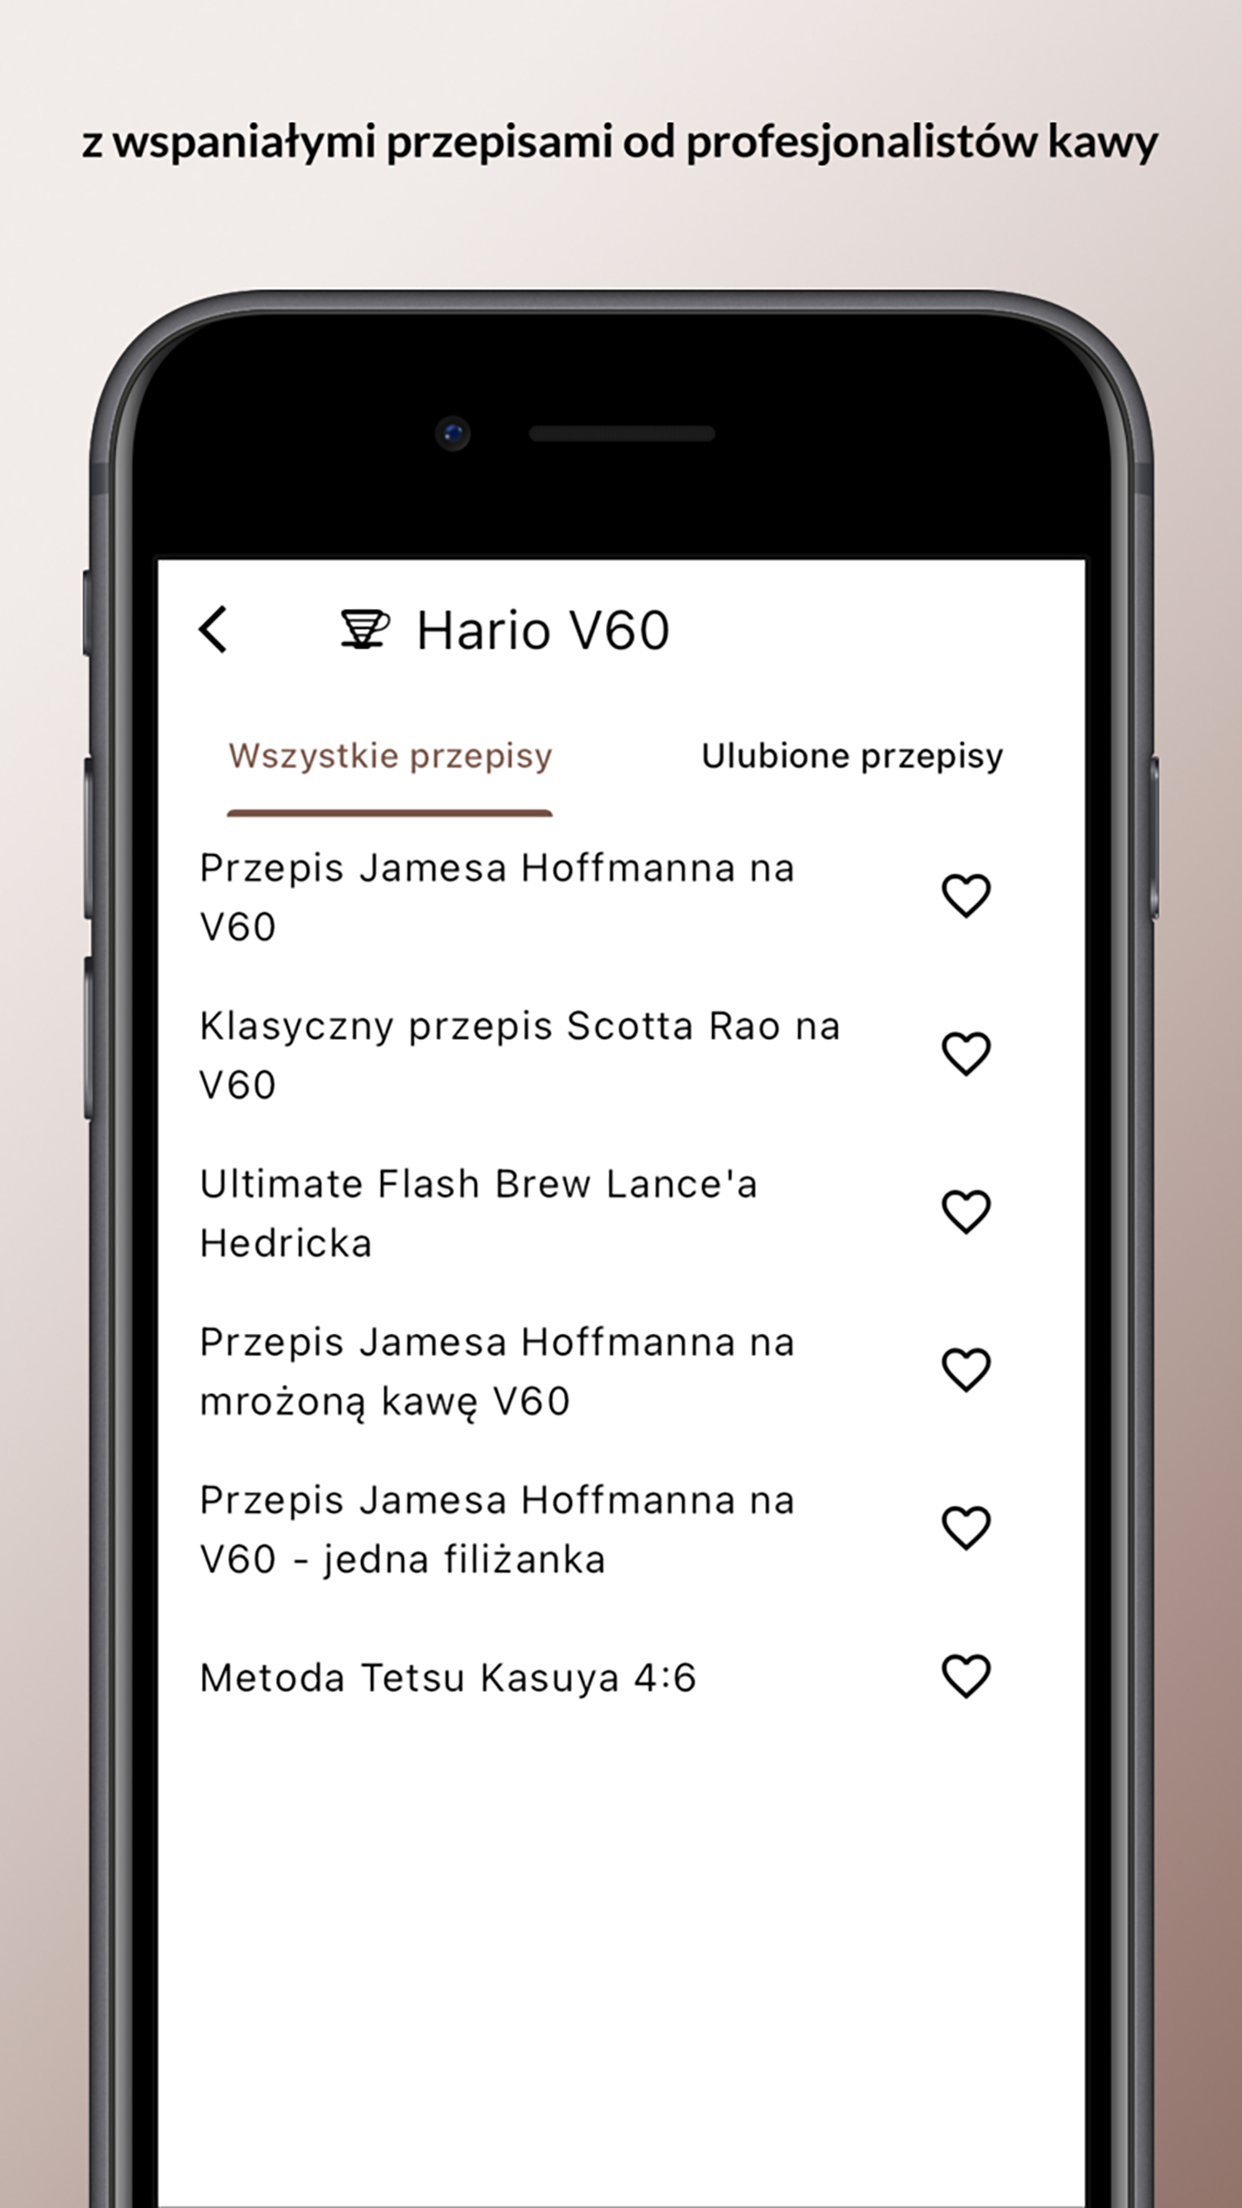 z wspaniałymi przepisami od profesjonalistów kawy
Hario V60
Wszystkie przepisy
Ulubione przepisy
Przepis Jamesa Hoffmanna na
V60
Klasyczny przepis Scotta Rao na
V60
Ultimate Flash Brew Lance'a
Hedricka
Przepis Jamesa Hoffmanna na
mrożoną kawę V60
Przepis Jamesa Hoffmanna na
V60 - jedna filiżanka
Metoda Tetsu Kasuya 4:6